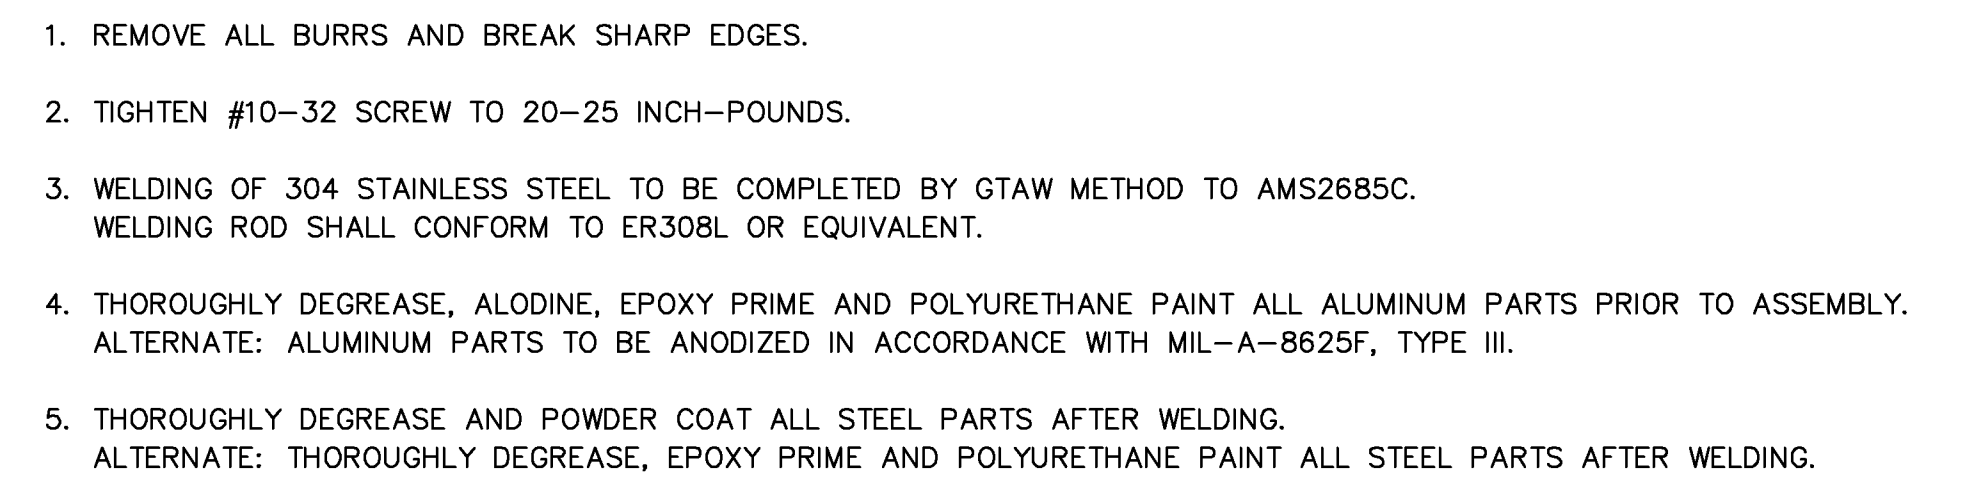 1. REMOVE ALL BURRS AND BREAK SHARP EDGES.
2. TIGHTEN #10-32 SCREW TO 20-25 INCH-POUNDS.
3. WELDING OF 304 STAINLESS STEEL TO BE COMPLETED BY GTAW METHOD TO AMS2685C.
WELDING ROD SHALL CONFORM TO ER308L OR EQUIVALENT.
4. THOROUGHLY DEGREASE, ALODINE, EPOXY PRIME AND POLYURETHANE PAINT ALL ALUMINUM PARTS PRIOR TO ASSEMBLY.
ALTERNATE: ALUMINUM PARTS TO BE ANODIZED IN ACCORDANCE WITH MIL-A-8625F, TYPE III.
5. THOROUGHLY DEGREASE AND POWDER COAT ALL STEEL PARTS AFTER WELDING.
ALTERNATE: THOROUGHLY DEGREASE, EPOXY PRIME AND POLYURETHANE PAINT ALL STEEL PARTS AFTER WELDING.